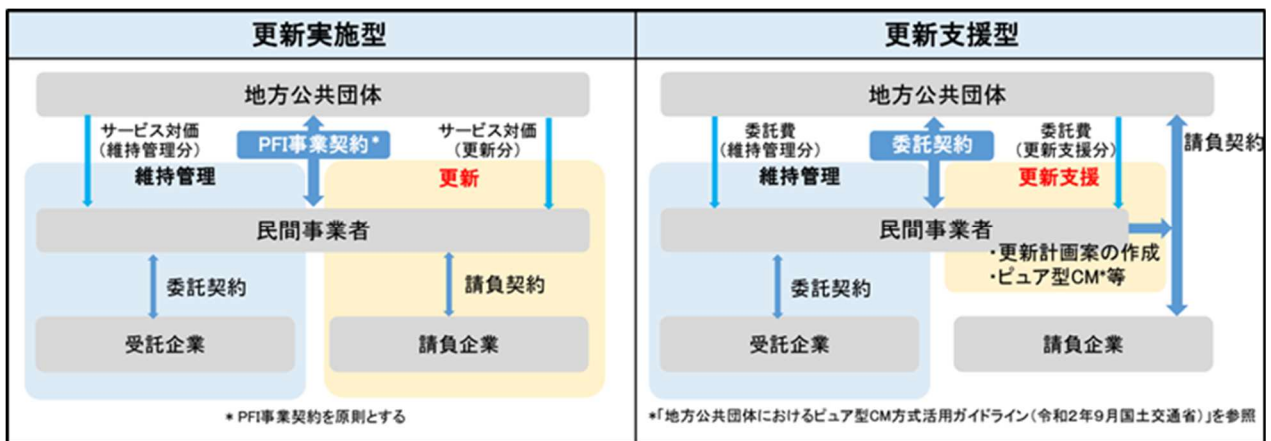 更新実施型
地方公共団体
サービス対価
(維持管理分)
PFI事業契約*
サービス対価
(更新分)
維持管理
更新
民間事業者
委託契約
請負契約
受託企業
請負企業
* PFI事業契約を原則とする
更新支援型
地方公共団体
委託費
(維持管理分)
委託契約
委託費
(更新支援分)
請負契約
維持管理
更新支援
民間事業者
・更新計画案の作成
・ピュア型CM*等
委託契約
受託企業
請負企業
*「地方公共団体におけるピュア型CM方式活用ガイドライン(令和2年9月国土交通省)」を参照